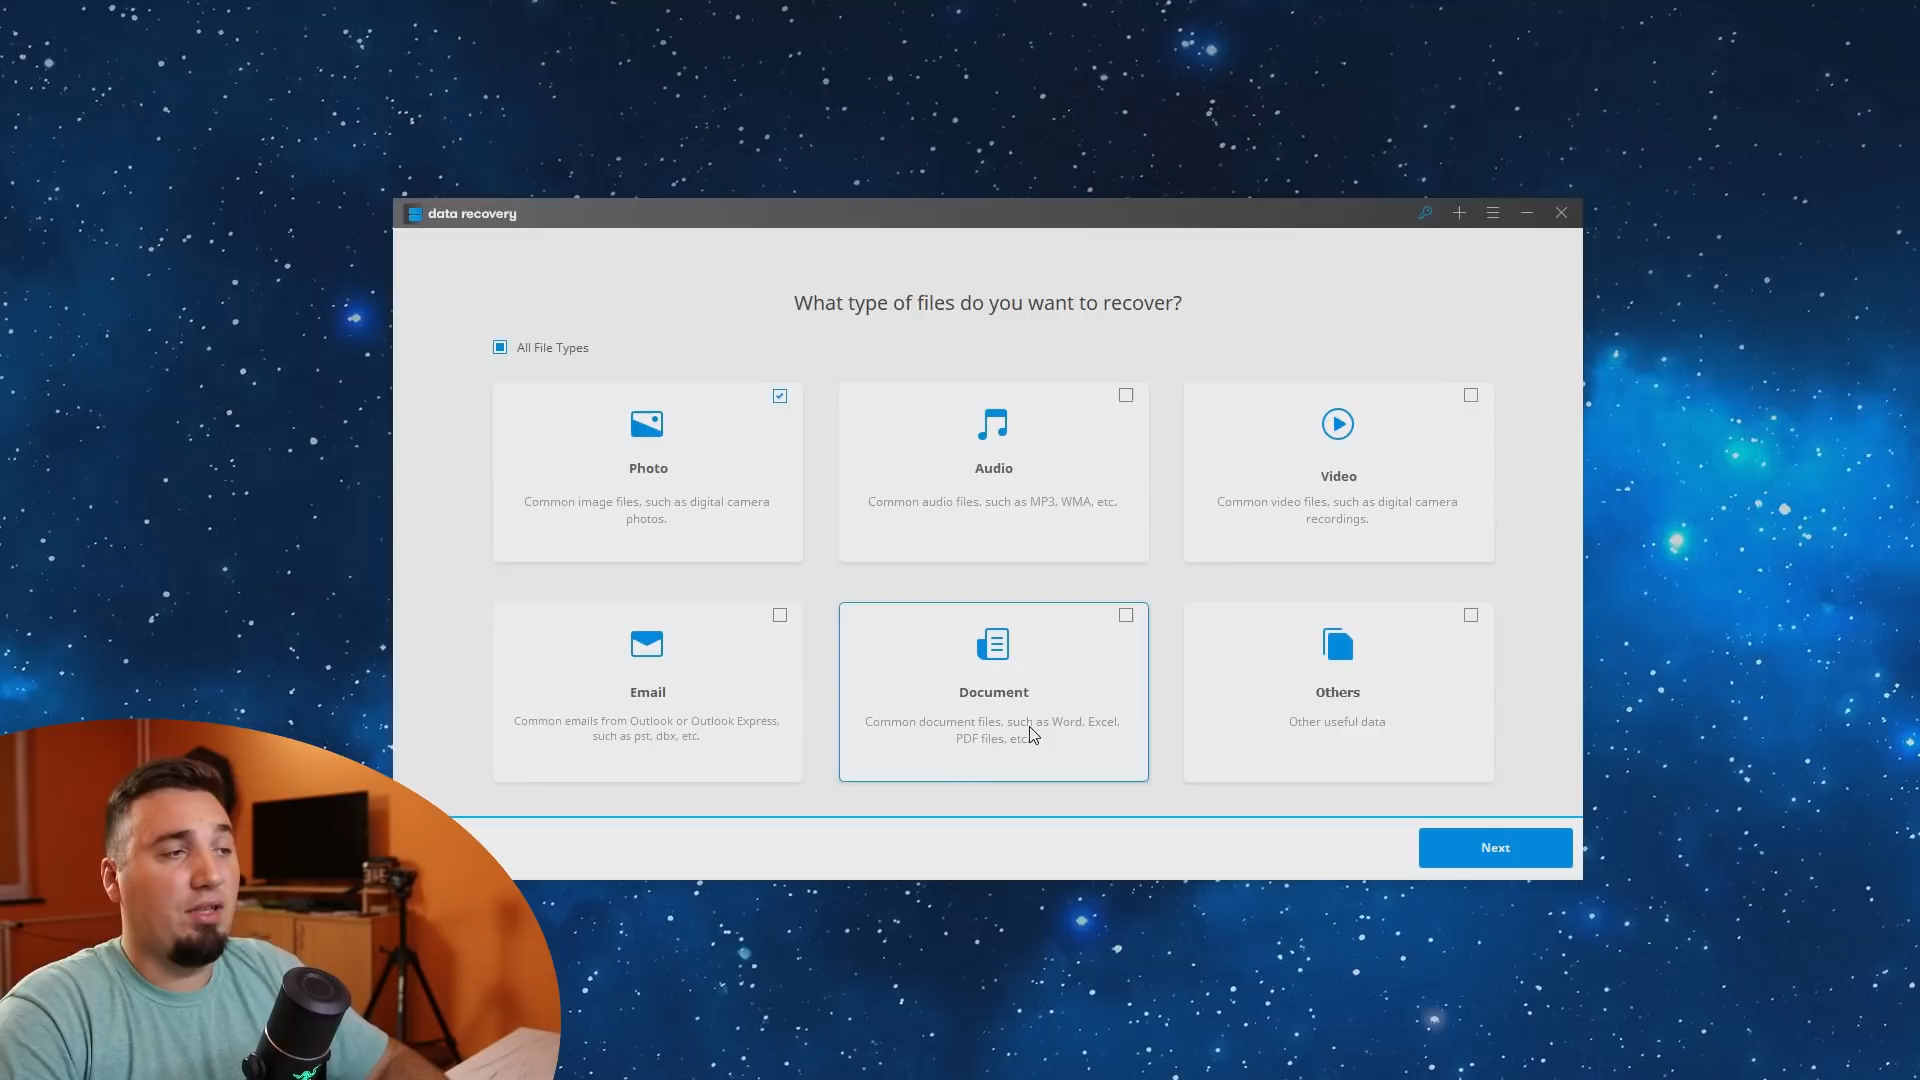 data recovery
What type of files do you want to recover?
All File Types
Photo
Common image files, such as digital camera
photos.
Audio
Common audio files, such as MP3, WMA, etc.
Video
Common video files, such as digital camera
recordings.
Email
Common emails from Outlook or Outlook Express,
such as pst, dbx, etc.
Document
Common document files, such as Word, Excel,
PDF files, etc.
Others
Other useful data
Next